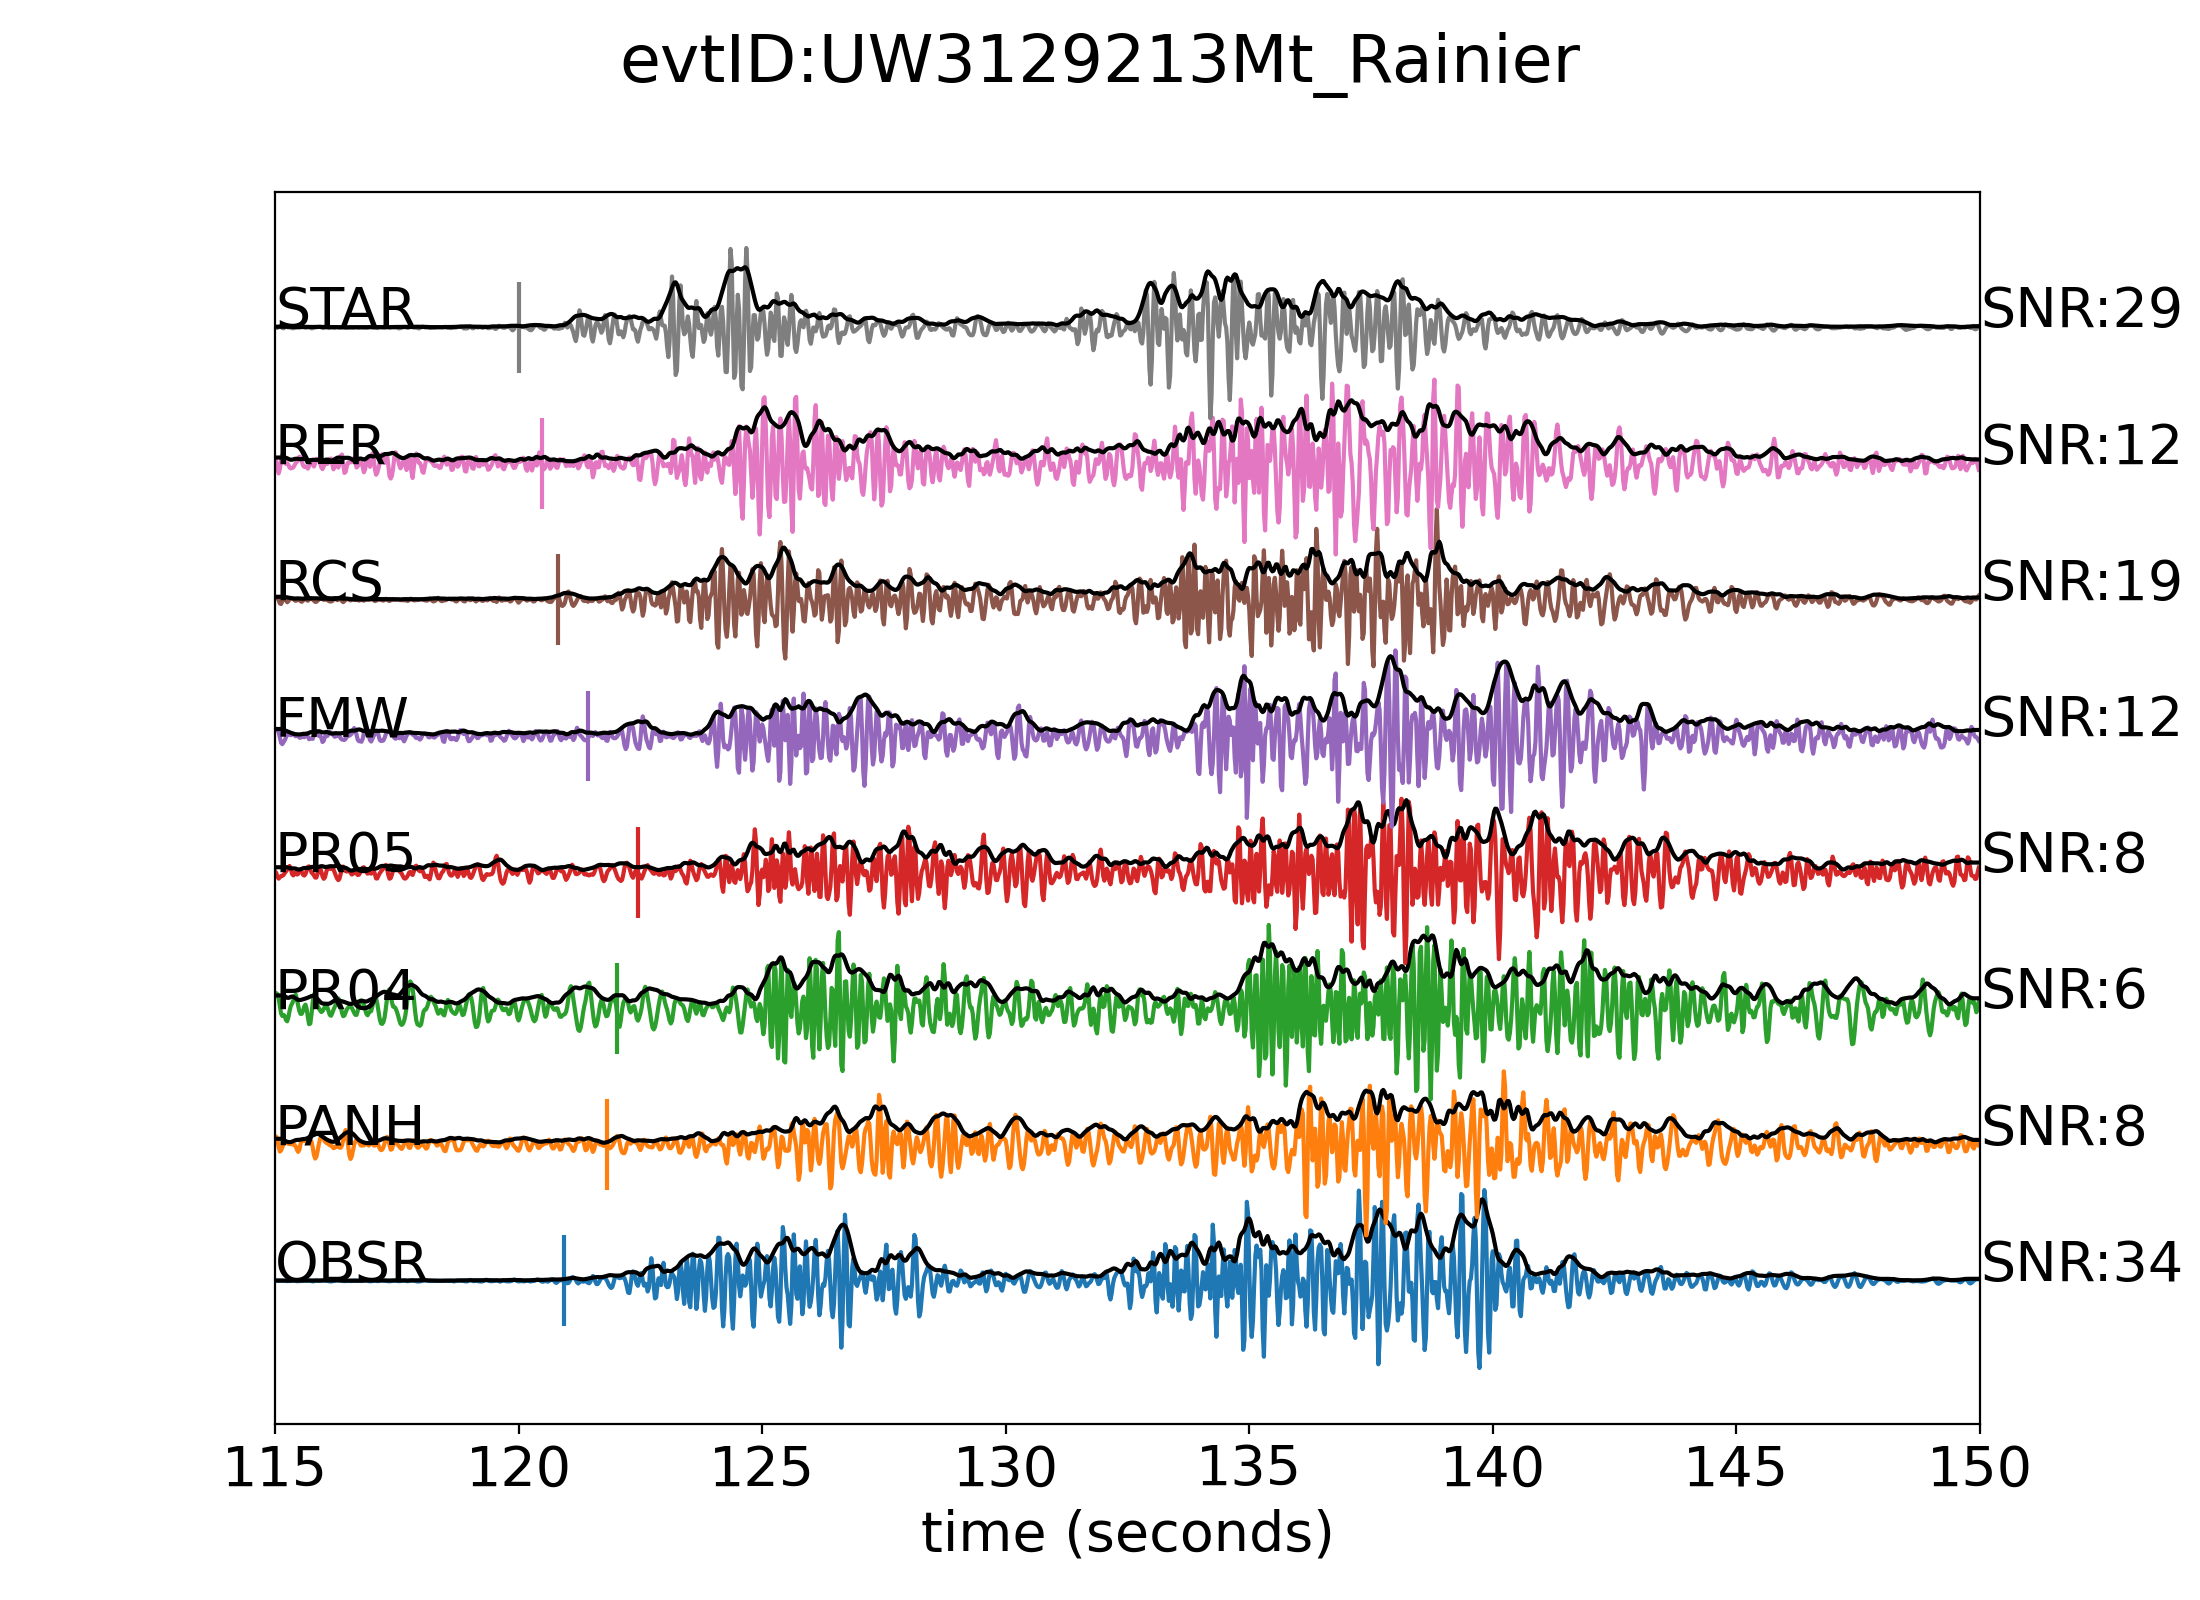 evtID:UW3129213Mt_Rainier
STAR SNR:29
RER SNR:12
RCS SNR:19
FMW SNR:12
PR05 SNR:8
PR04 SNR:6
PANH SNR:8
OBSR SNR:34
115 120 125 130 135 140 145 150
time (seconds)